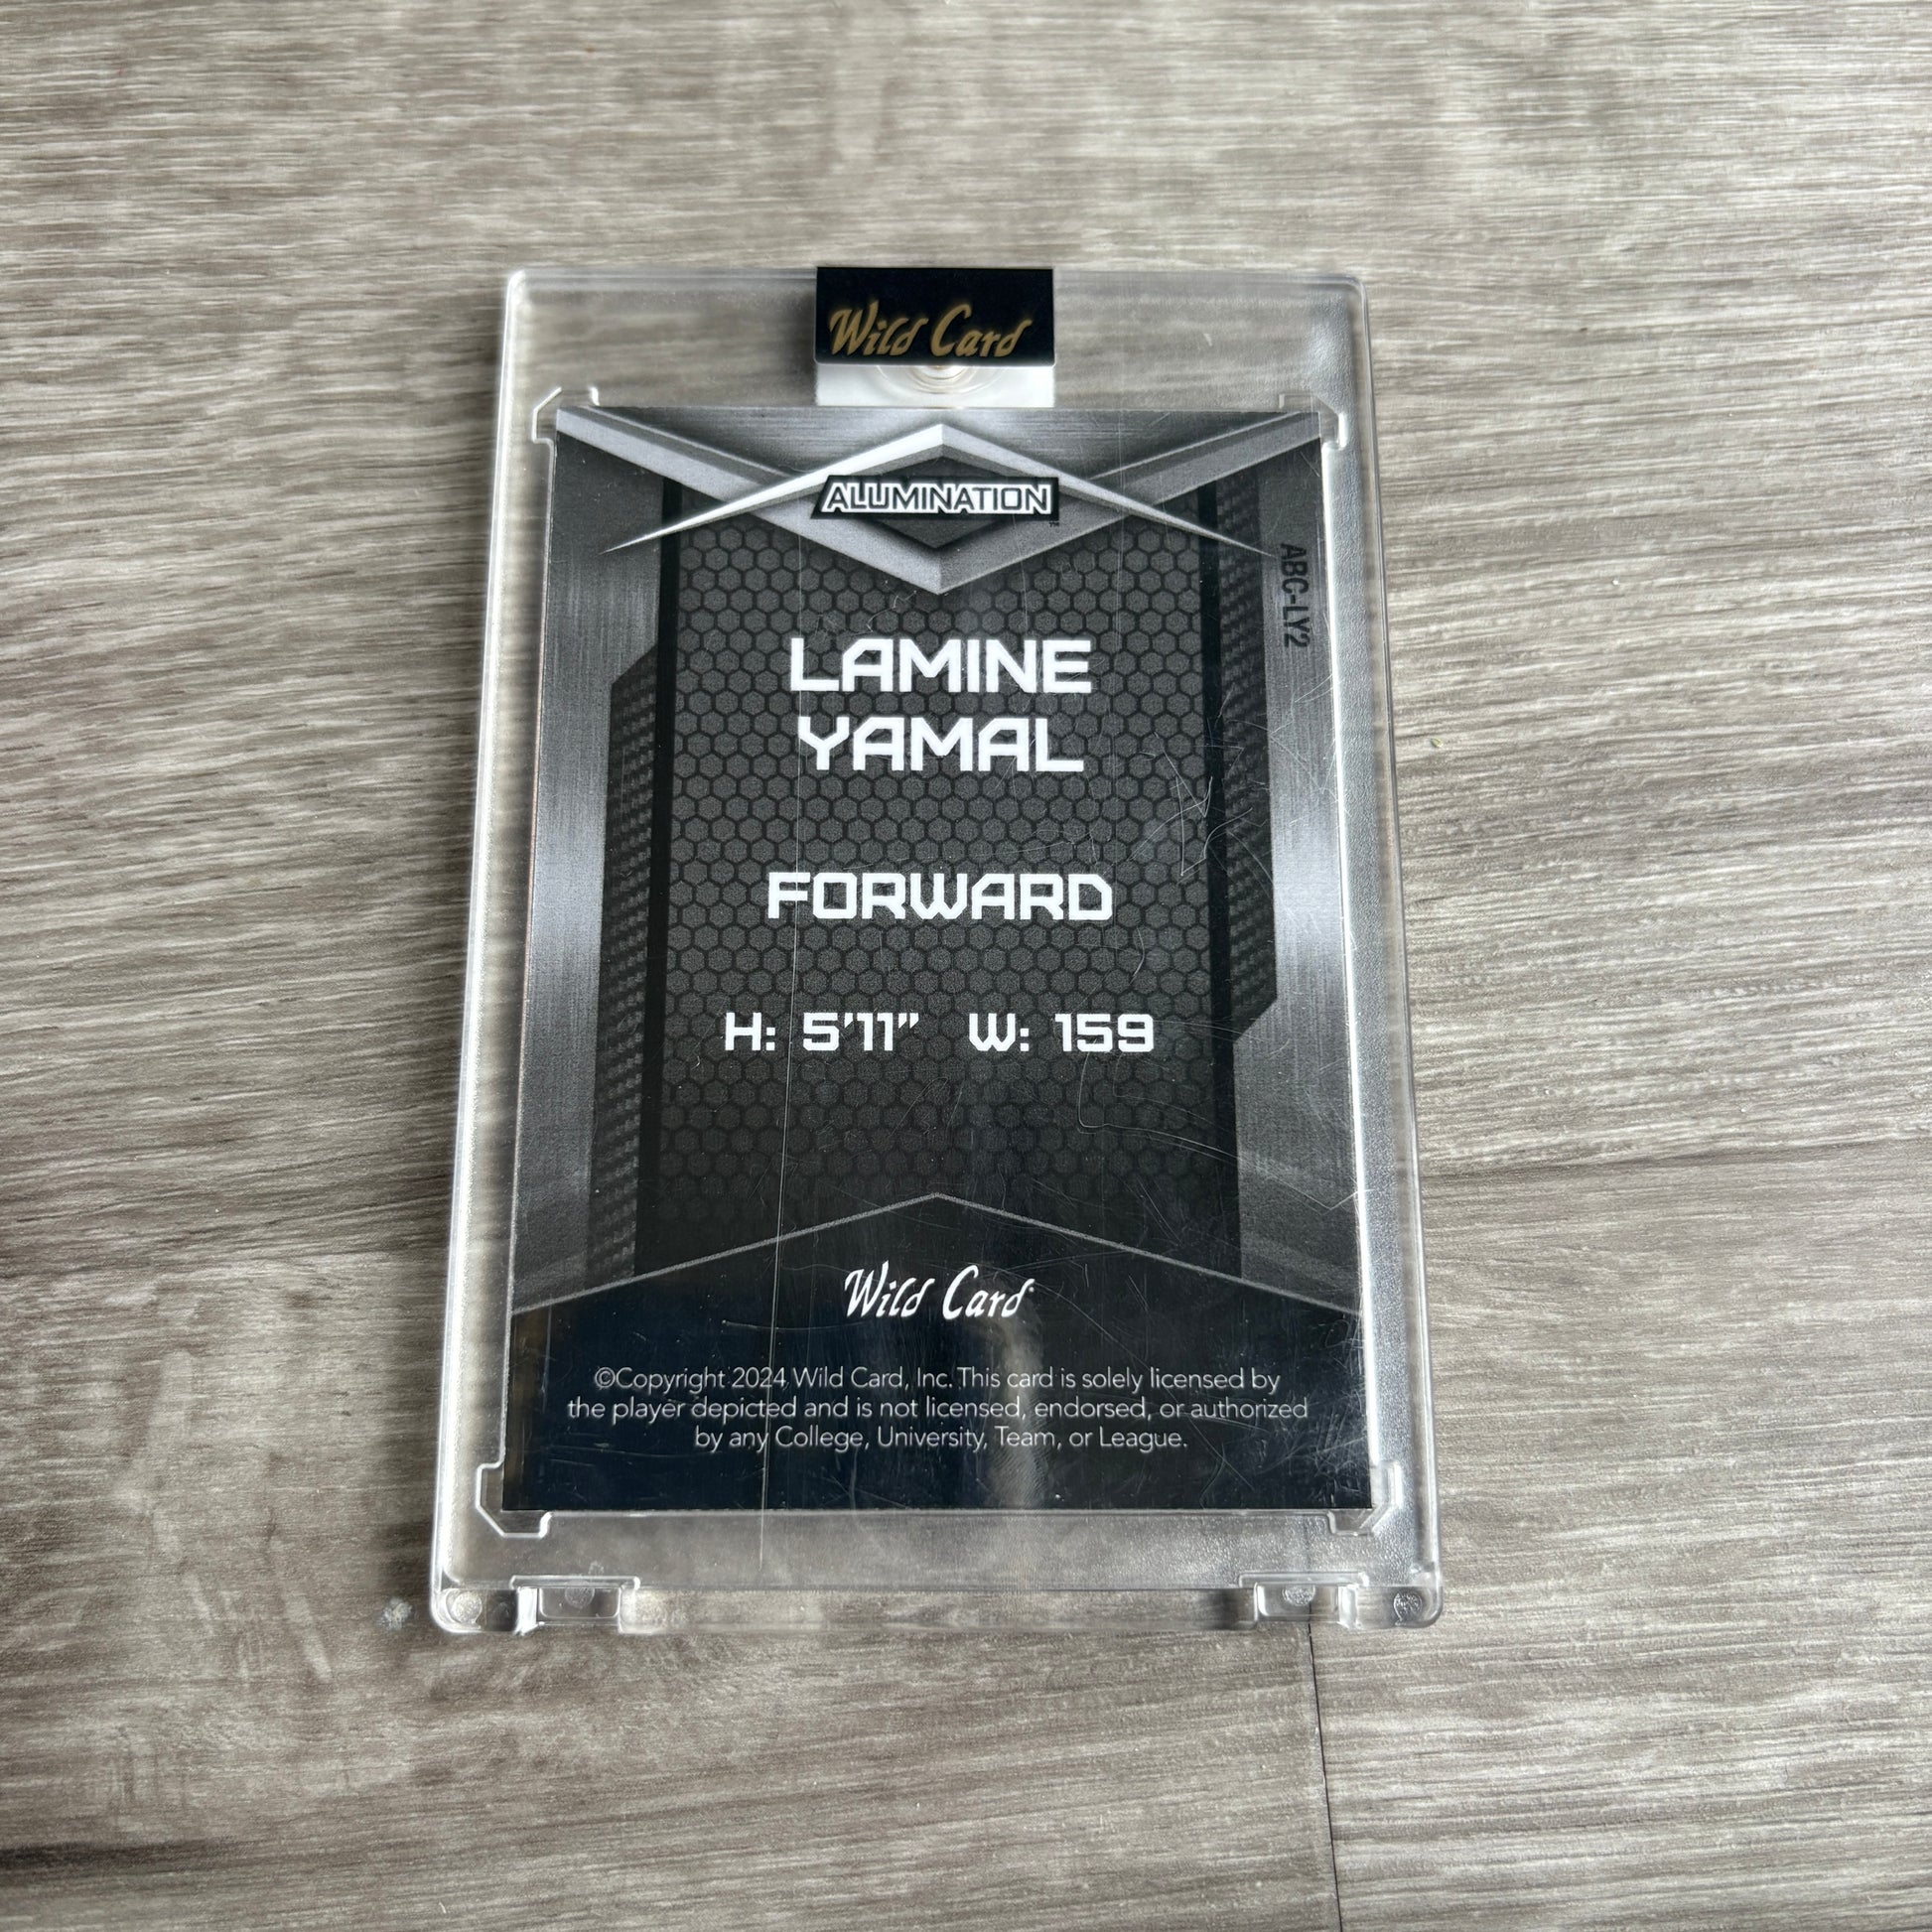 Wild Card
ALUMINATION™
ABC-LY2
LAMINE
YAMAL
FORWARD
H: 5'11" W: 159
Wild Card
©Copyright 2024 Wild Card, Inc. This card is solely licensed by
the player depicted and is not licensed, endorsed, or authorized
by any College, University, Team, or League.